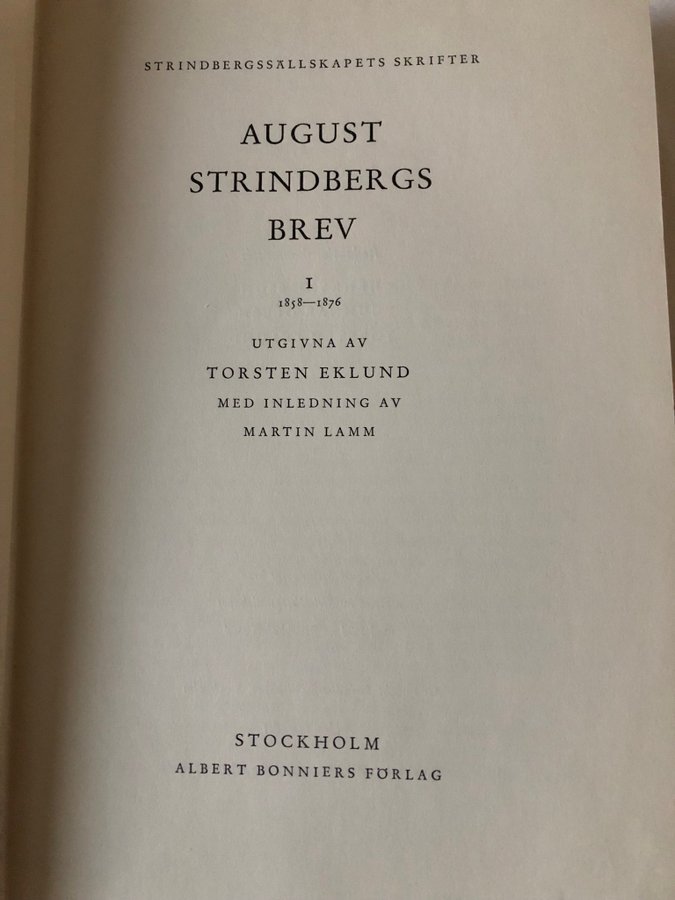 STRINDBERGSSÄLLSKAPETS SKRIFTER
AUGUST
STRINDBERGS
BREV
I
1858—1876
UTGIVNA AV
TORSTEN EKLUND
MED INLEDNING AV
MARTIN LAMM
STOCKHOLM
ALBERT BONNIERS FÖRLAG